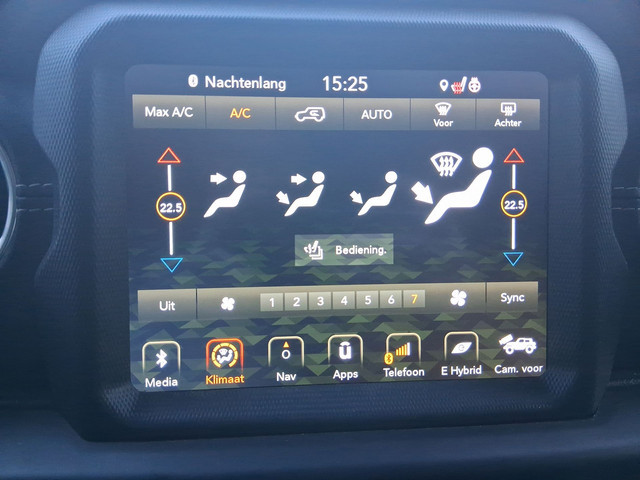 Nachtenlang 15:25
Max A/C A/C AUTO Voor Achter
22.5 22.5
Bediening.
Uit 1 2 3 4 5 6 7 Sync
Media Klimaat Nav Apps Telefoon E Hybrid Cam. voor